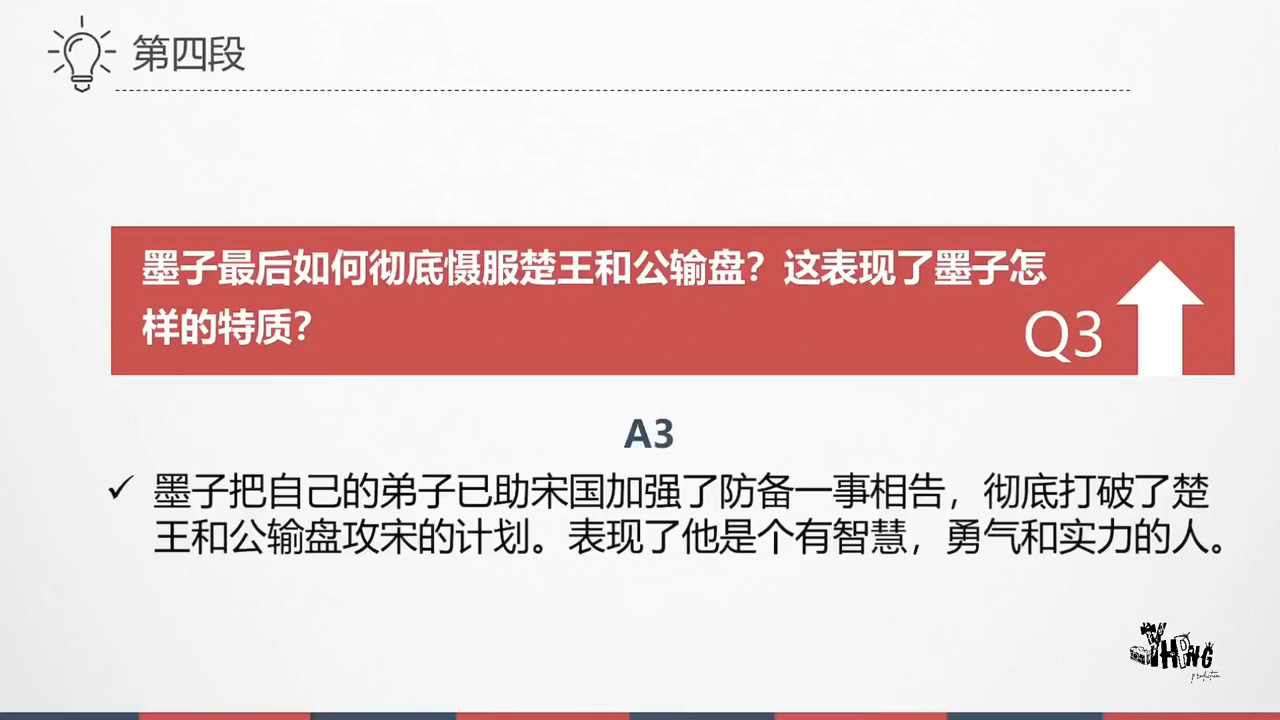 第四段
墨子最后如何彻底慑服楚王和公输盘？这表现了墨子怎
样的特质？
Q3
A3
✓ 墨子把自己的弟子已助宋国加强了防备一事相告，彻底打破了楚
王和公输盘攻宋的计划。表现了他是个有智慧，勇气和实力的人。
YHPNG
production